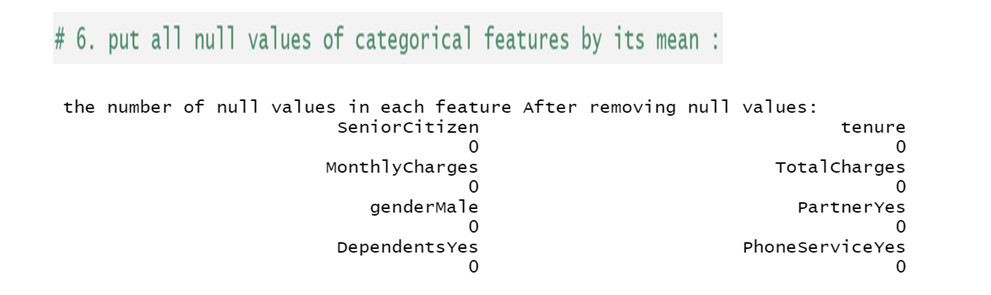 # 6. put all null values of categorical features by its mean :
the number of null values in each feature After removing null values:
SeniorCitizen tenure
0 0
MonthlyCharges TotalCharges
0 0
genderMale PartnerYes
0 0
DependentsYes PhoneServiceYes
0 0